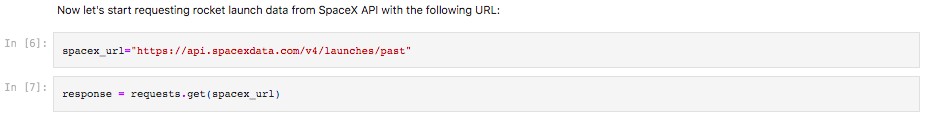 Now let's start requesting rocket launch data from SpaceX API with the following URL:
In [6]: spacex_url="https://api.spacexdata.com/v4/launches/past"
In [7]: response = requests.get(spacex_url)